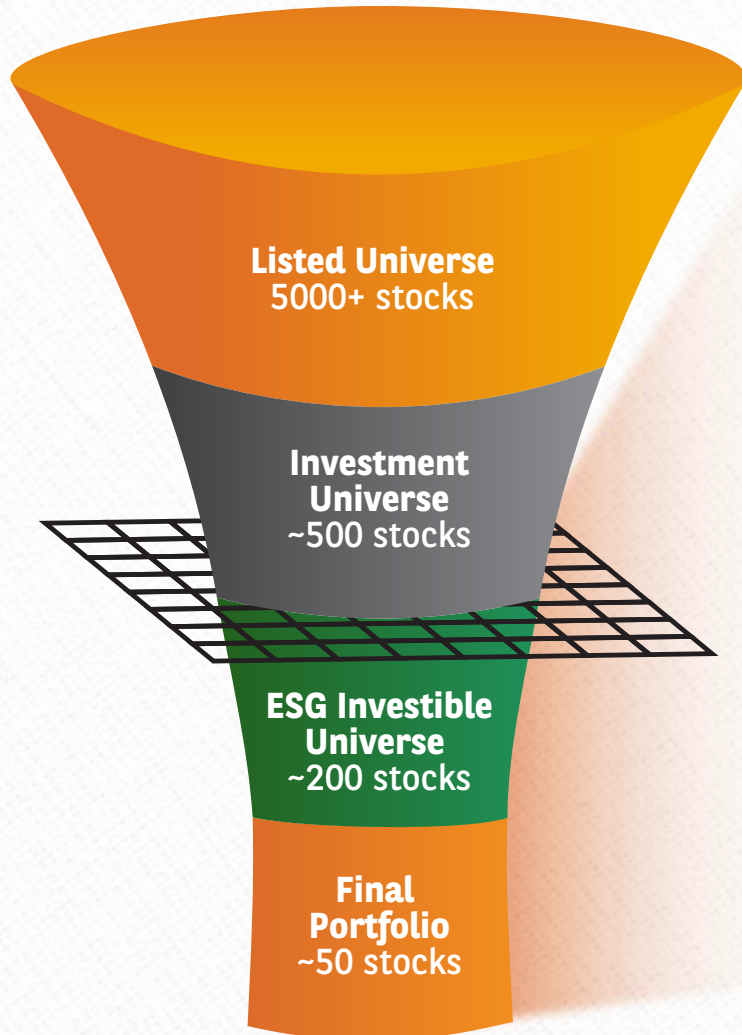 Listed Universe
5000+ stocks
Investment
Universe
~500 stocks
ESG Investible
Universe
~200 stocks
Final
Portfolio
~50 stocks